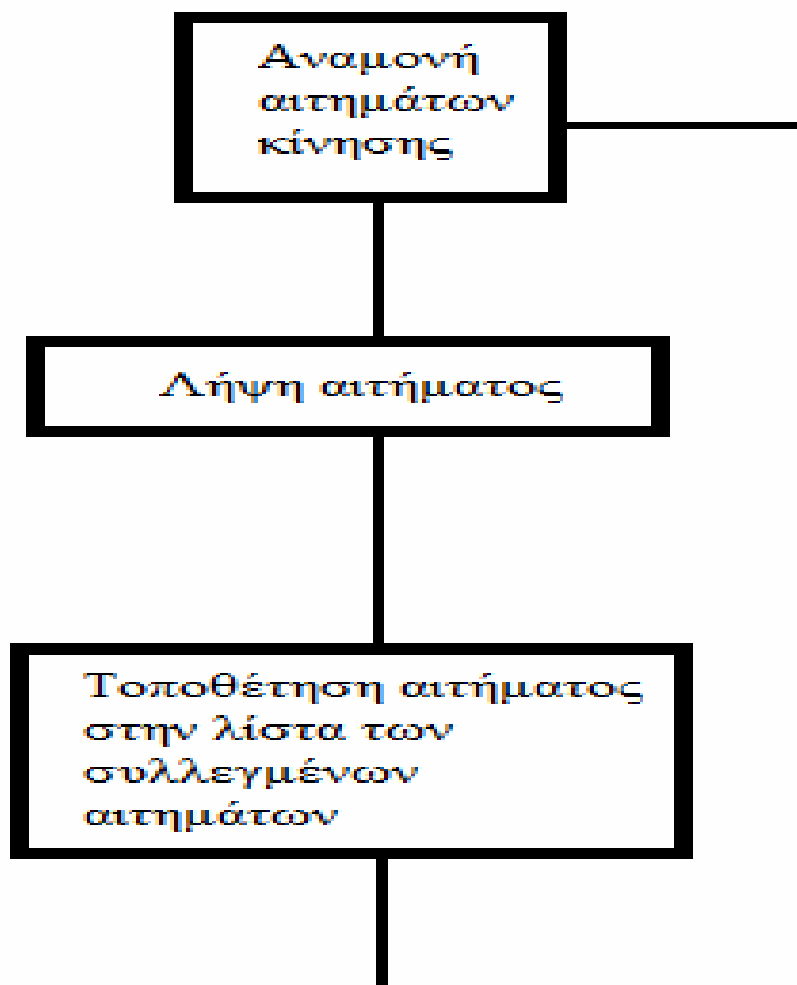 Αναμονή
αιτημάτων
κίνησης
Λήψη αιτήματος
Τοποθέτηση αιτήματος
στην λίστα των
συλλεγμένων
αιτημάτων